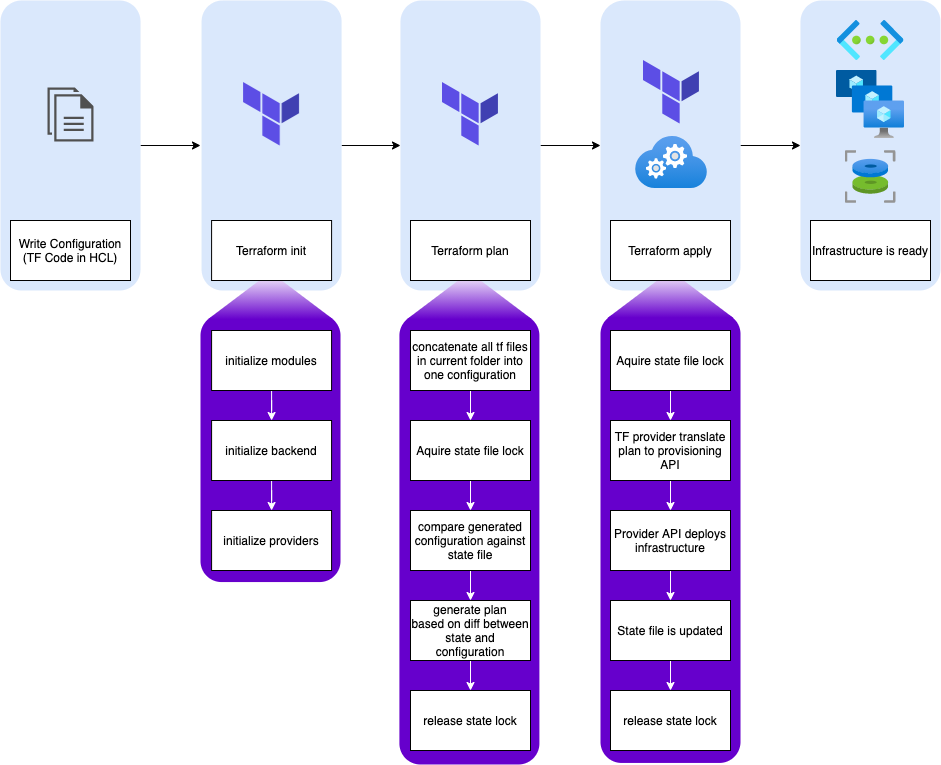 Write Configuration
(TF Code in HCL)
Terraform init
Terraform plan
Terraform apply
Infrastructure is ready
initialize modules
initialize backend
initialize providers
concatenate all tf files
in current folder into
one configuration
Aquire state file lock
compare generated
configuration against
state file
generate plan
based on diff between
state and
configuration
release state lock
Aquire state file lock
TF provider translate
plan to provisioning
API
Provider API deploys
infrastructure
State file is updated
release state lock